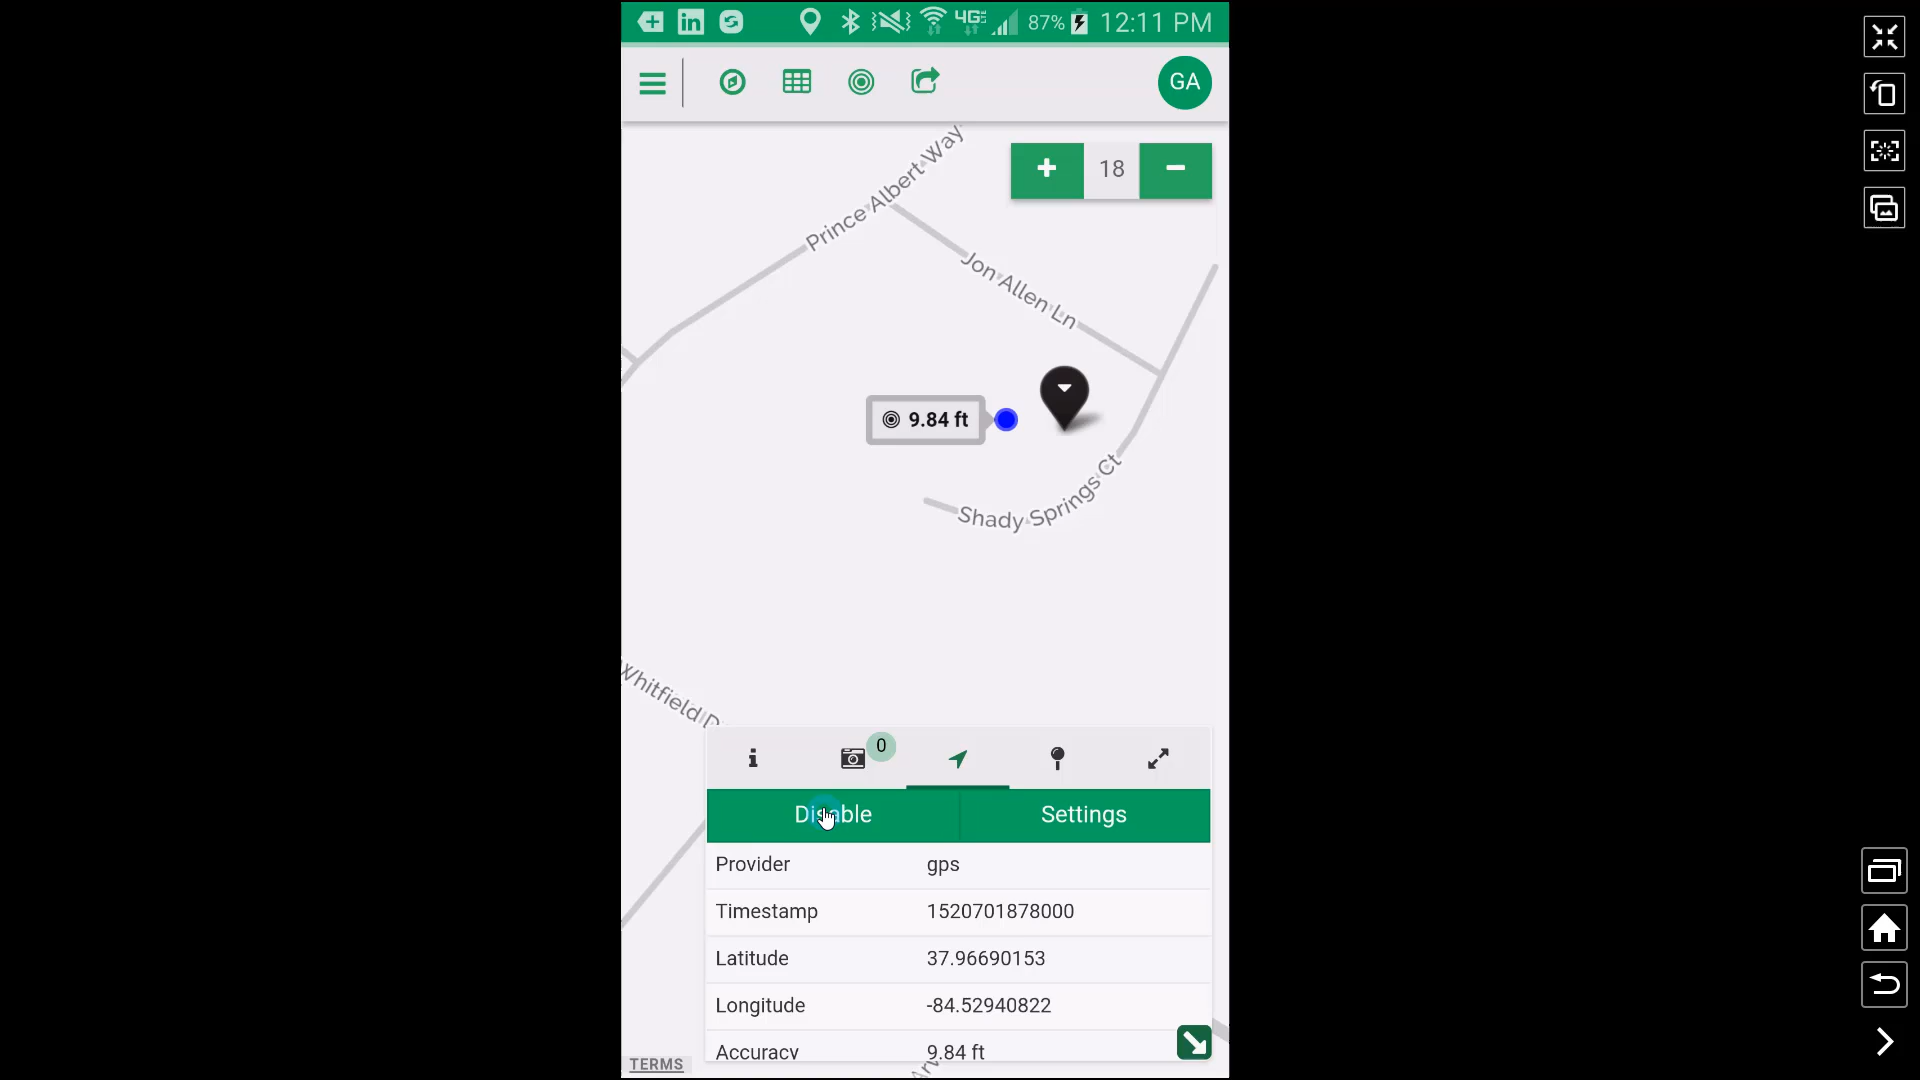 87% 12:11 PM
GA
+ 18 −
Prince Albert Way
Jon Allen Ln
9.84 ft
Shady Springs Ct
Whitfield D
0
Disable Settings
Provider gps
Timestamp 1520701878000
Latitude 37.96690153
Longitude -84.52940822
Accuracy 9.84 ft
TERMS